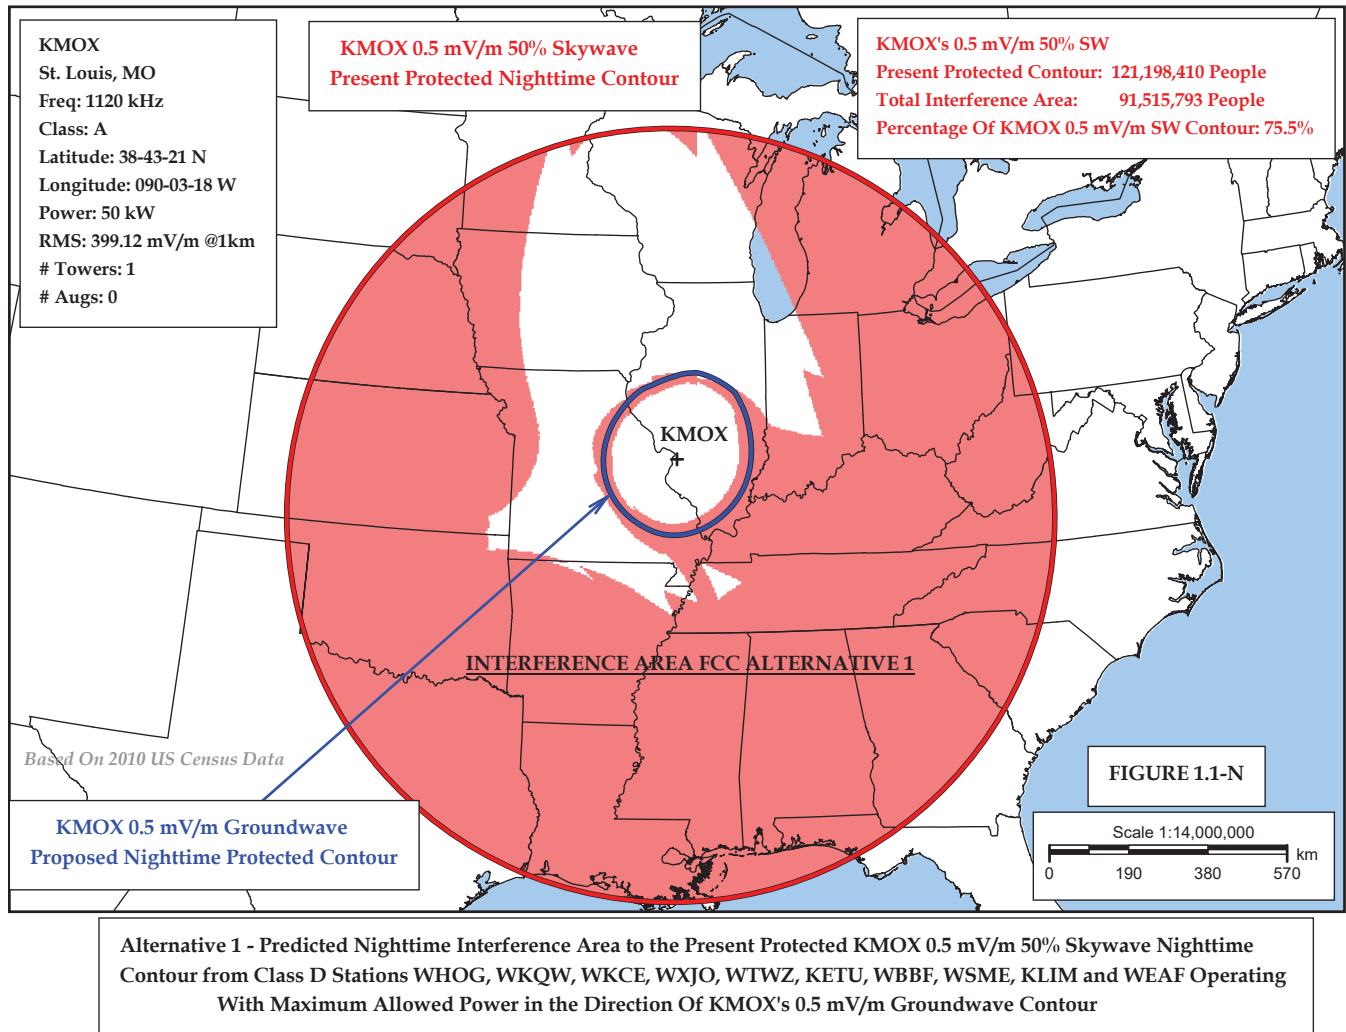 KMOX
St. Louis, MO
Freq: 1120 kHz
Class: A
Latitude: 38-43-21 N
Longitude: 090-03-18 W
Power: 50 kW
RMS: 399.12 mV/m @1km
# Towers: 1
# Augs: 0
KMOX 0.5 mV/m 50% Skywave
Present Protected Nighttime Contour
KMOX's 0.5 mV/m 50% SW
Present Protected Contour: 121,198,410 People
Total Interference Area: 91,515,793 People
Percentage Of KMOX 0.5 mV/m SW Contour: 75.5%
KMOX
INTERFERENCE AREA FCC ALTERNATIVE 1
Based On 2010 US Census Data
KMOX 0.5 mV/m Groundwave
Proposed Nighttime Protected Contour
FIGURE 1.1-N
Scale 1:14,000,000
km
0 190 380 570
Alternative 1 - Predicted Nighttime Interference Area to the Present Protected KMOX 0.5 mV/m 50% Skywave Nighttime
Contour from Class D Stations WHOG, WKQW, WKCE, WXJO, WTWZ, KETU, WBBF, WSME, KLIM and WEAF Operating
With Maximum Allowed Power in the Direction Of KMOX's 0.5 mV/m Groundwave Contour